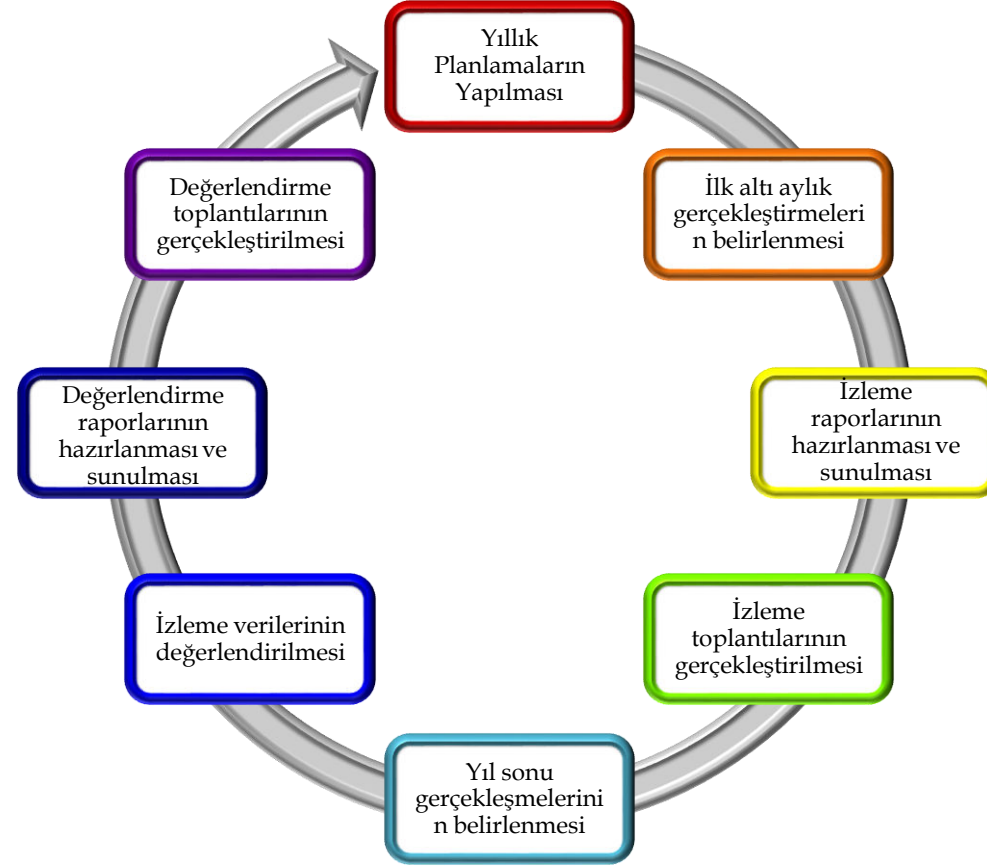 Yıllık
Planlamaların
Yapılması
İlk altı aylık
gerçekleştirmeleri
n belirlenmesi
İzleme
raporlarının
hazırlanması ve
sunulması
İzleme
toplantılarının
gerçekleştirilmesi
Yıl sonu
gerçekleşmelerini
n belirlenmesi
İzleme verilerinin
değerlendirilmesi
Değerlendirme
raporlarının
hazırlanması ve
sunulması
Değerlendirme
toplantılarının
gerçekleştirilmesi